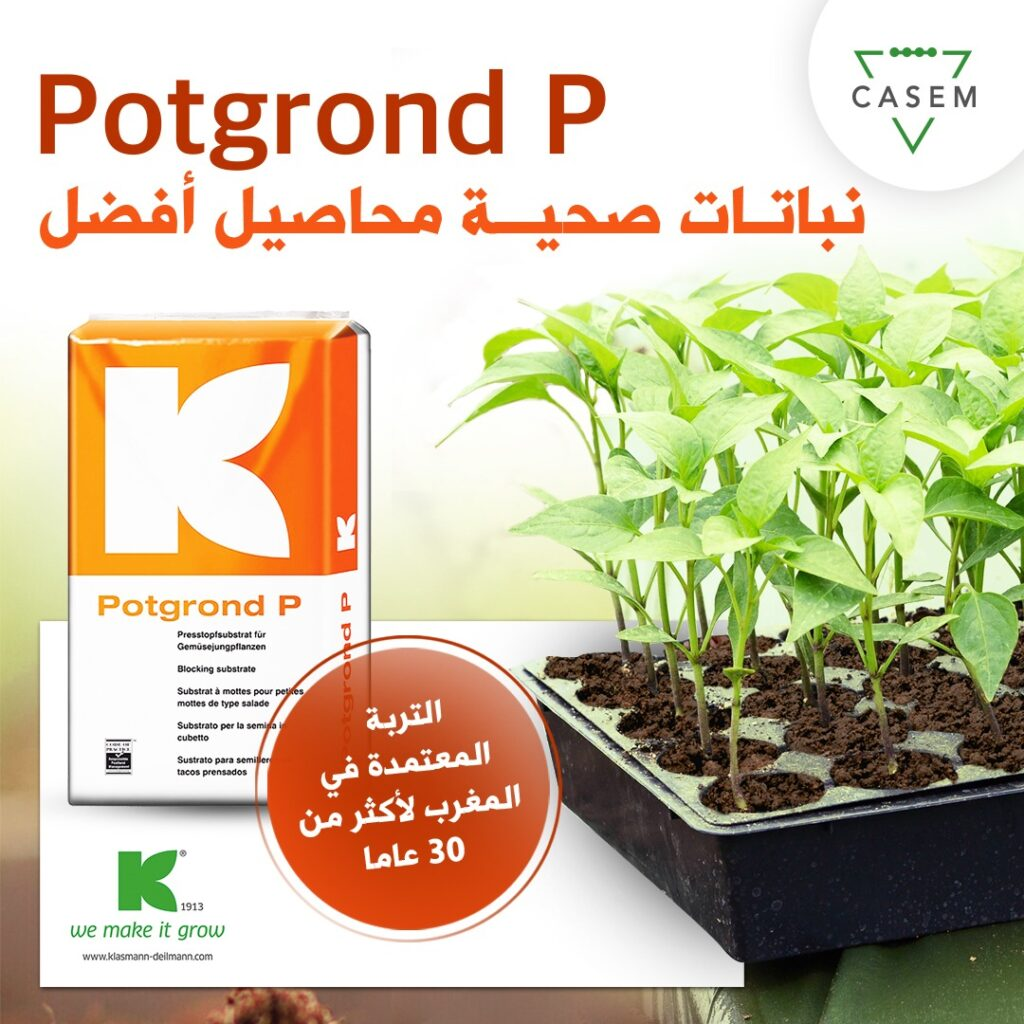 CASEM
Potgrond P
نباتات صحية محاصيل أفضل
K
K
Potgrond P
Potgrond P
Presstopfsubstrat für
Gemüsejungpflanzen
Blocking substrate
Substrat à mottes pour petites
mottes de type salade
Substrato per la semina
cubetto
Sustrato para
tacos prensados
التربة
المعتمدة في
المغرب لأكثر من
30 عاما
K®
1913
we make it grow
www.klasmann-deilmann.com